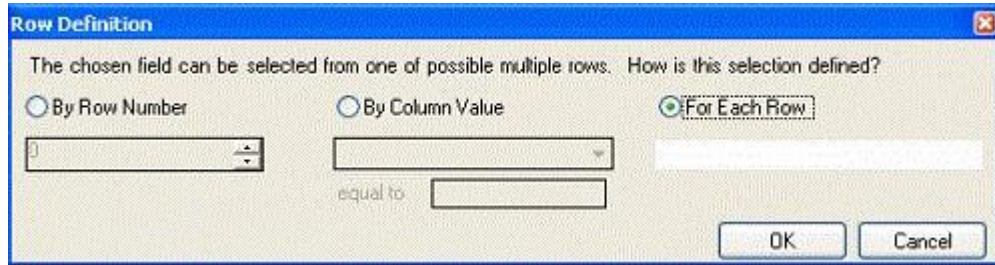 Row Definition
The chosen field can be selected from one of possible multiple rows. How is this selection defined?
By Row Number By Column Value For Each Row
0
equal to
OK Cancel